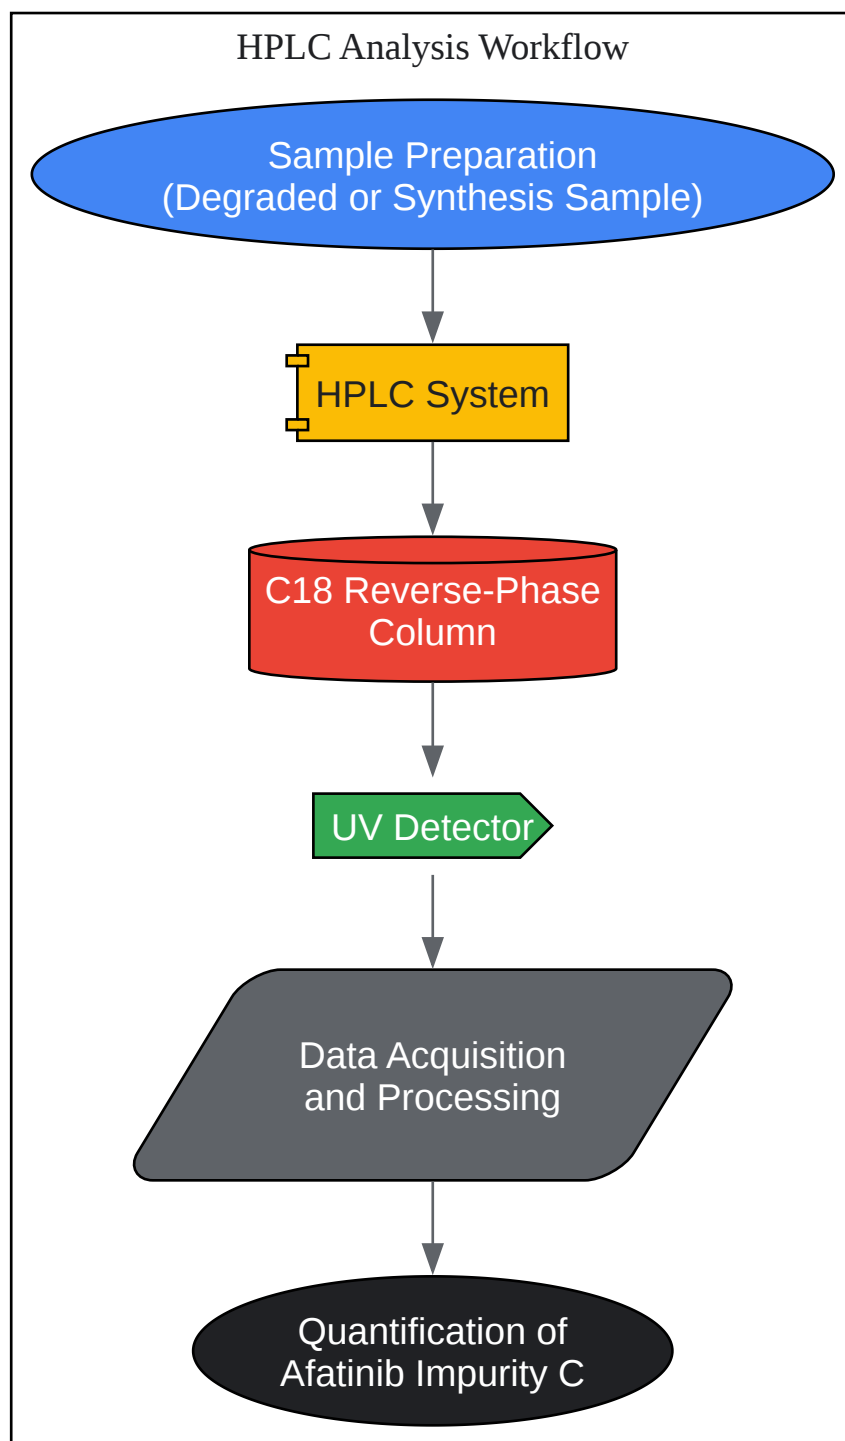 HPLC Analysis Workflow
Sample Preparation
(Degraded or Synthesis Sample)
HPLC System
C18 Reverse-Phase
Column
UV Detector
Data Acquisition
and Processing
Quantification of
Afatinib Impurity C